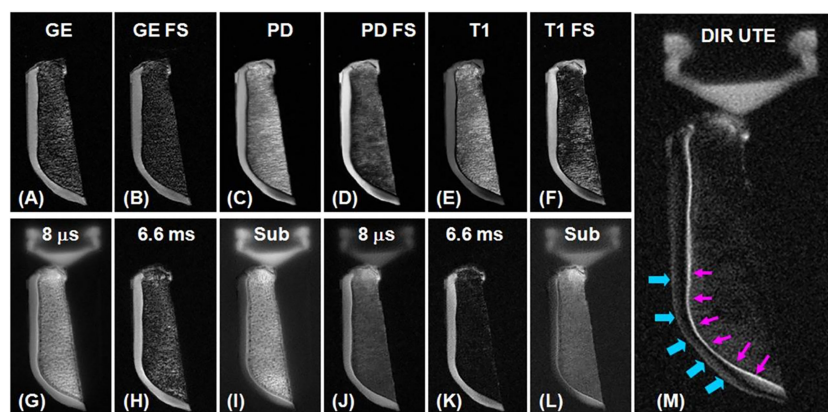 GE GE FS PD PD FS T1 T1 FS DIR UTE
(A) (B) (C) (D) (E) (F)
8 μs 6.6 ms Sub 8 μs 6.6 ms Sub
(G) (H) (I) (J) (K) (L) (M)